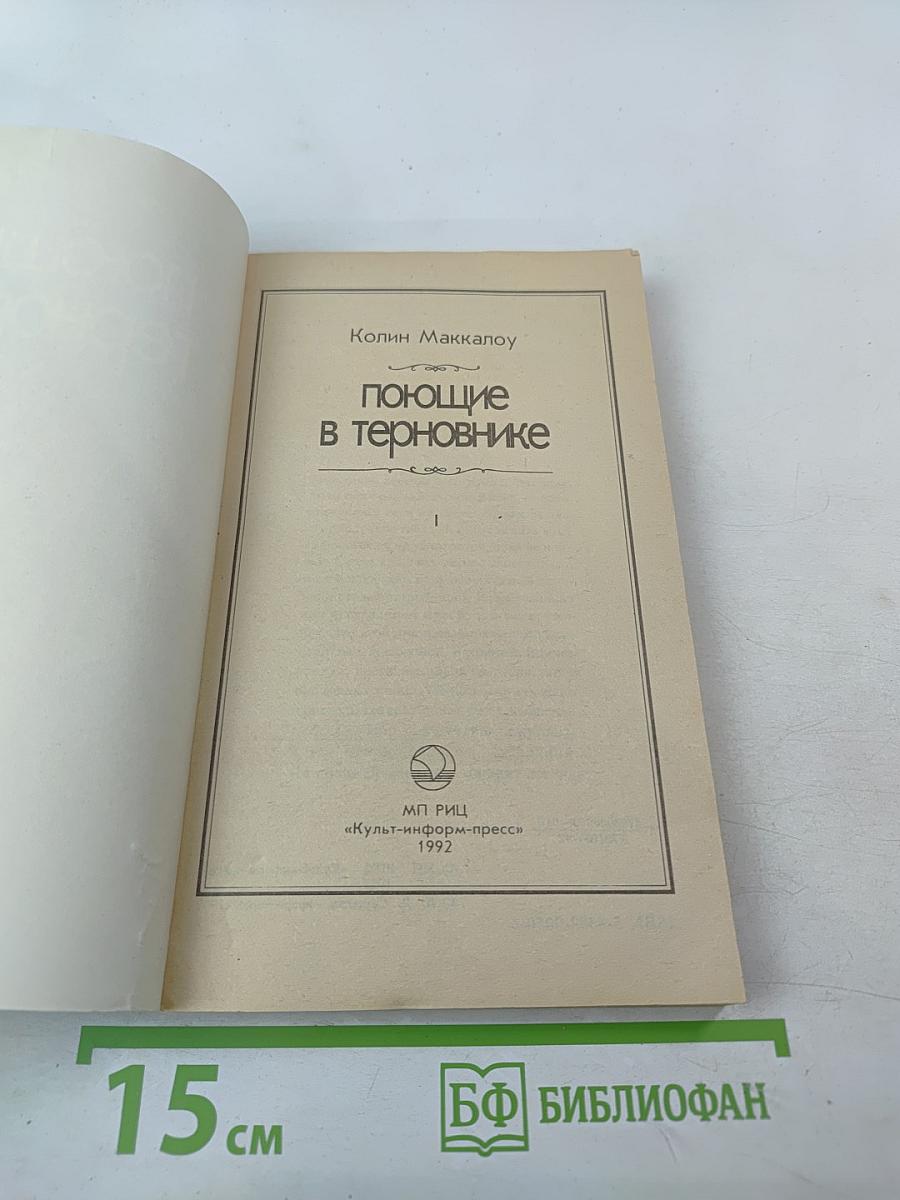 Колин Маккалоу
поющие
в терновнике
I
МП РИЦ
«Культ-информ-пресс»
1992
15 см
БФ БИБЛИОФАН